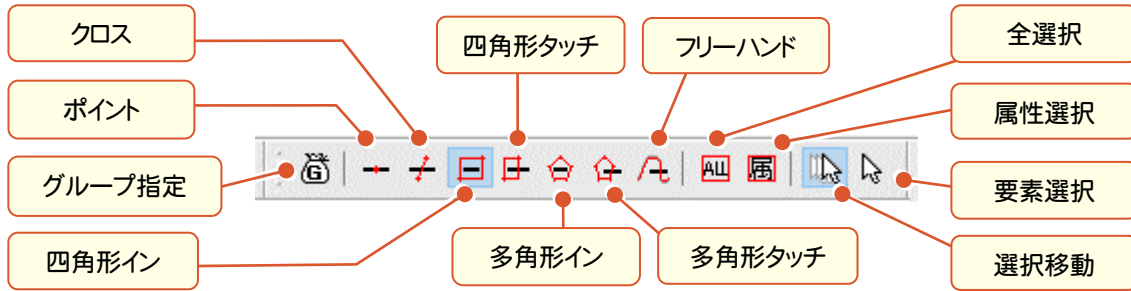 クロス
四角形タッチ
フリーハンド
全選択
ポイント
属性選択
グループ指定
G
ALL
属
要素選択
四角形イン
多角形イン
多角形タッチ
選択移動